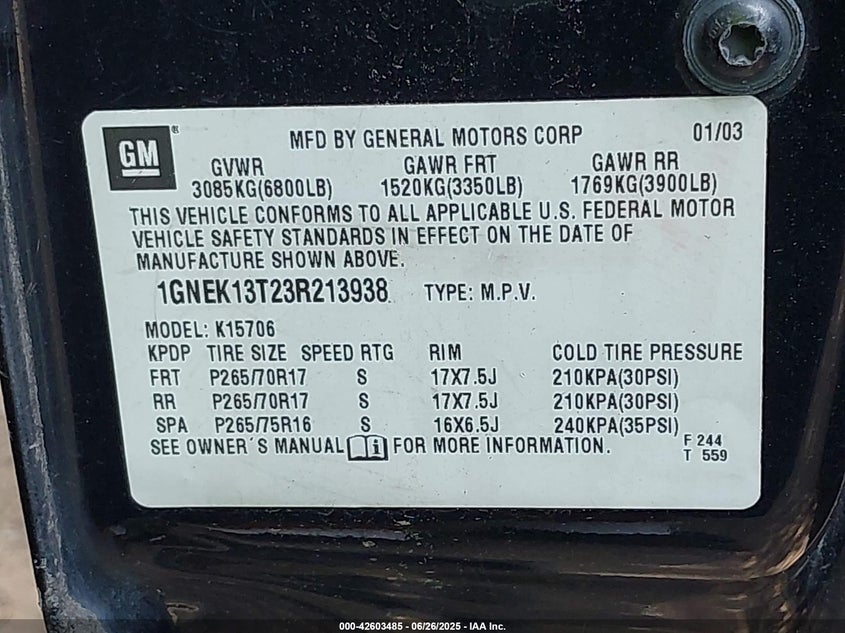 GM ® MFD BY GENERAL MOTORS CORP 01/03
GVWR GAWR FRT GAWR RR
3085KG(6800LB) 1520KG(3350LB) 1769KG(3900LB)
THIS VEHICLE CONFORMS TO ALL APPLICABLE U.S. FEDERAL MOTOR
VEHICLE SAFETY STANDARDS IN EFFECT ON THE DATE OF
MANUFACTURE SHOWN ABOVE.
1GNEK13T23R213938 TYPE: M.P.V.
MODEL: K15706
KPDP TIRE SIZE SPEED RTG RIM COLD TIRE PRESSURE
FRT P265/70R17 S 17X7.5J 210KPA(30PSI)
RR P265/70R17 S 17X7.5J 210KPA(30PSI)
SPA P265/75R16 S 16X6.5J 240KPA(35PSI)
SEE OWNER´S MANUAL i FOR MORE INFORMATION. F 244
T 559
000-42603485 - 06/26/2025 - IAA Inc.